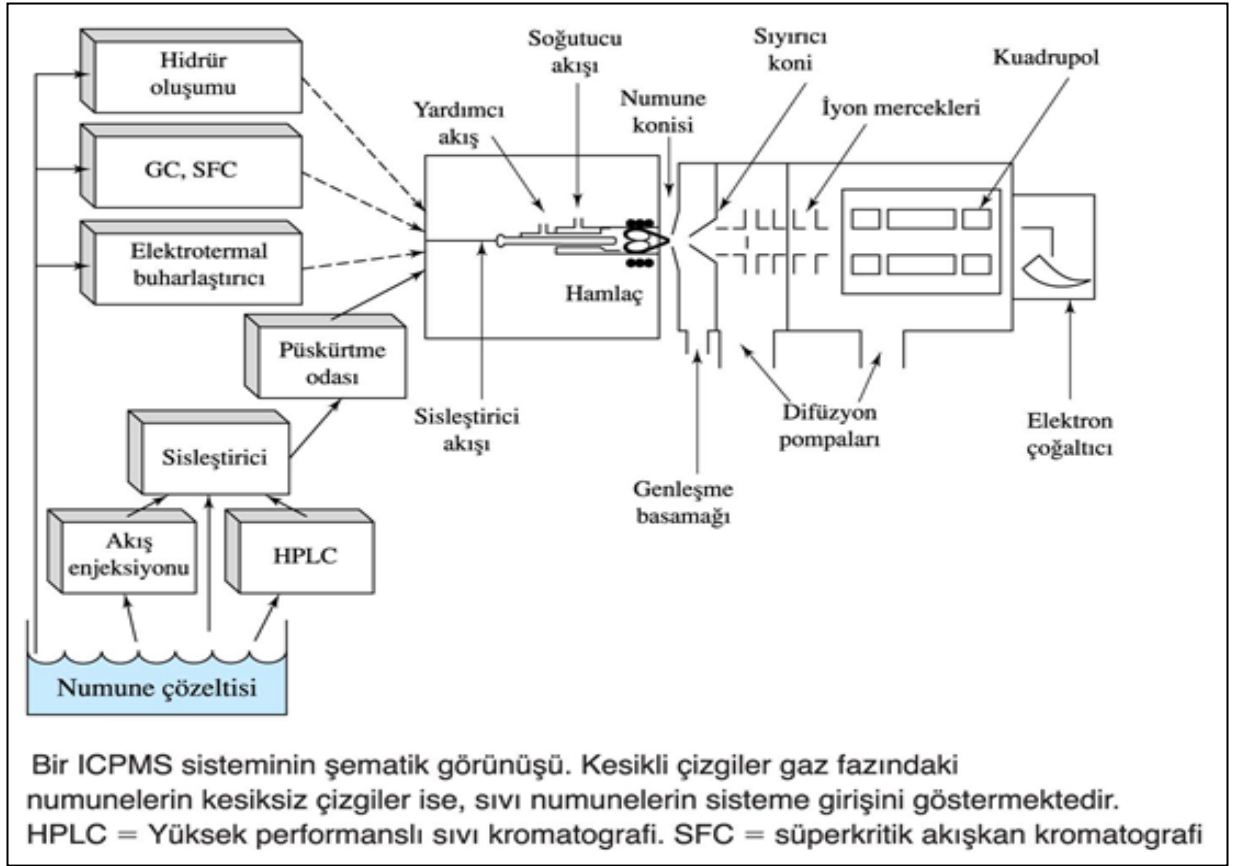 Hidrür
oluşumu
GC, SFC
Elektrotermal
buharlaştırıcı
Püskürtme
odası
Sisleştirici
Akış
enjeksiyonu
HPLC
Numune çözeltisi
Yardımcı
akış
Soğutucu
akışı
Numune
konisi
Sıyırıcı
koni
İyon mercekleri
Kuadrupol
Hamlaç
Sisleştirici
akışı
Genleşme
basamağı
Difüzyon
pompaları
Elektron
çoğaltıcı
Bir ICPMS sisteminin şematik görünüşü. Kesikli çizgiler gaz fazındaki
numunelerin kesiksiz çizgiler ise, sıvı numunelerin sisteme girişini göstermektedir.
HPLC = Yüksek performanslı sıvı kromatografi. SFC = süperkritik akışkan kromatografi